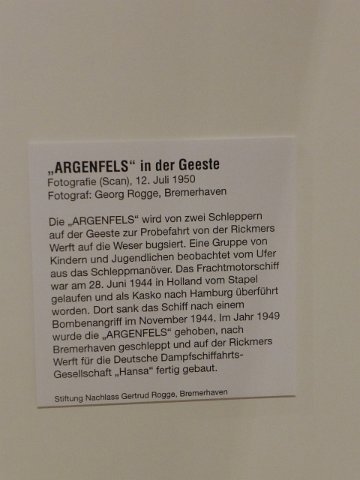 „ARGENFELS“ in der Geeste
Fotografie (Scan), 12. Juli 1950
Fotograf: Georg Rogge, Bremerhaven
Die „ARGENFELS“ wird von zwei Schleppern
auf der Geeste zur Probefahrt von der Rickmers
Werft auf die Weser bugsiert. Eine Gruppe von
Kindern und Jugendlichen beobachtet vom Ufer
aus das Schleppmanöver. Das Frachtmotorschiff
war am 28. Juni 1944 in Holland vom Stapel
gelaufen und als Kasko nach Hamburg überführt
worden. Dort sank das Schiff nach einem
Bombenangriff im November 1944. Im Jahr 1949
wurde die „ARGENFELS“ gehoben, nach
Bremerhaven geschleppt und auf der Rickmers
Werft für die Deutsche Dampfschiffahrts-
Gesellschaft „Hansa“ fertig gebaut.
Stiftung Nachlass Gertrud Rogge, Bremerhaven